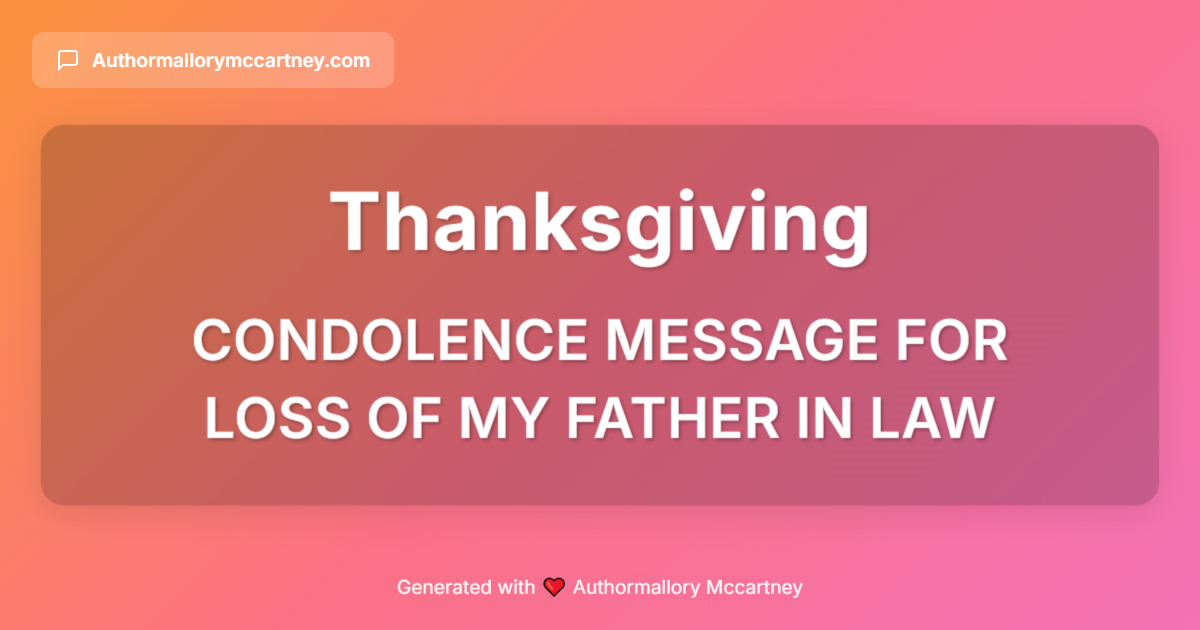 Authormallorymccartney.com
Thanksgiving
CONDOLENCE MESSAGE FOR
LOSS OF MY FATHER IN LAW
Generated with ❤️ Authormallory Mccartney